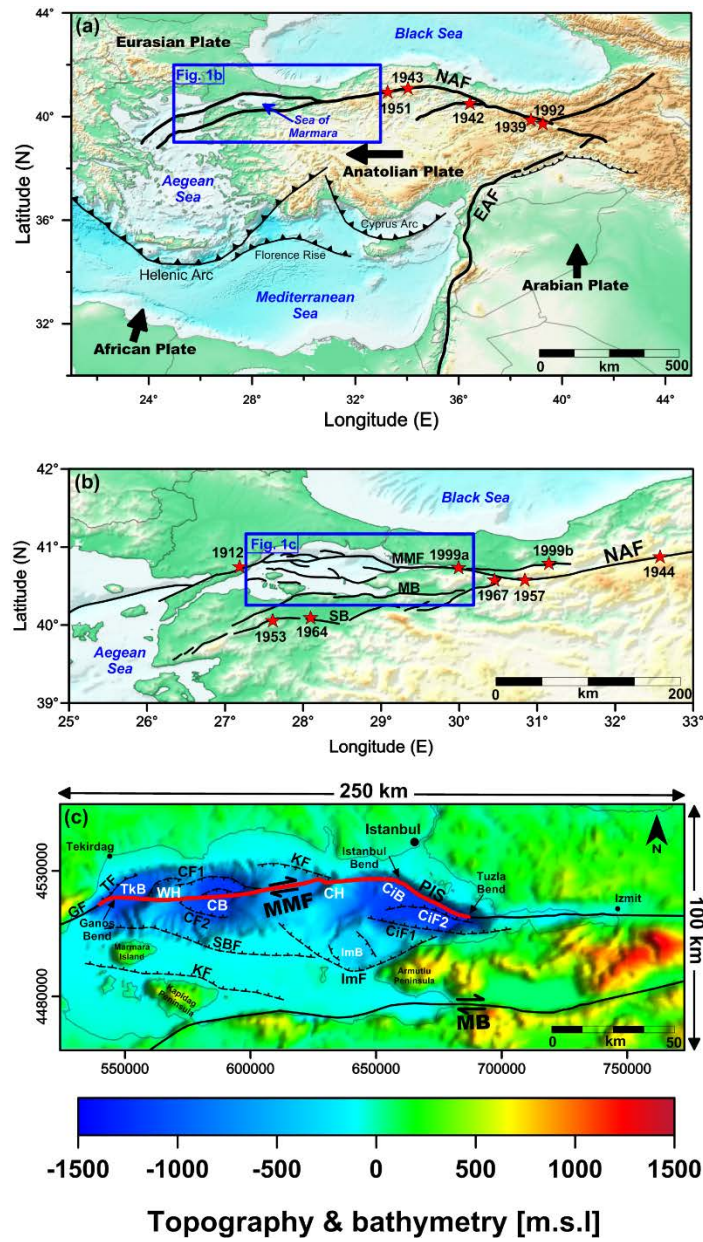 (a)
44°
40°
36°
32°
Latitude (N)
Eurasian Plate
Black Sea
Fig. 1b
1943
NAF
1951
1942
1992
1939
Sea of
Marmara
Anatolian Plate
Aegean
Sea
EAF
Cyprus Arc
Florence Rise
Helenic Arc
Mediterranean
Sea
Arabian Plate
African Plate
0 500
km
24° 28° 32° 36° 40° 44°
Longitude (E)
(b)
42°
41°
40°
39°
Latitude (N)
Black Sea
Fig. 1c
1912
MMF
1999a
1999b
NAF
1944
MB
1967
1957
SB
1953
1964
Aegean
Sea
0 200
km
25° 26° 27° 28° 29° 30° 31° 32° 33°
Longitude (E)
250 km
(c)
Istanbul
N
Tekirdag
Istanbul
Bend
KF
CF1
TF
4530000
TkB
WH
CB
CH
CiB
PIS
Tuzla
Bend
Izmit
GF
MMF
CiF2
Ganos
Bend
CF2
CiF1
SBF
ImB
Marmara
Island
ImF
Armutlu
Peninsula
KF
4480000
Kapidag
Peninsula
MB
0 50
km
100 km
550000 600000 650000 700000 750000
-1500 -1000 -500 0 500 1000 1500
Topography & bathymetry [m.s.l]